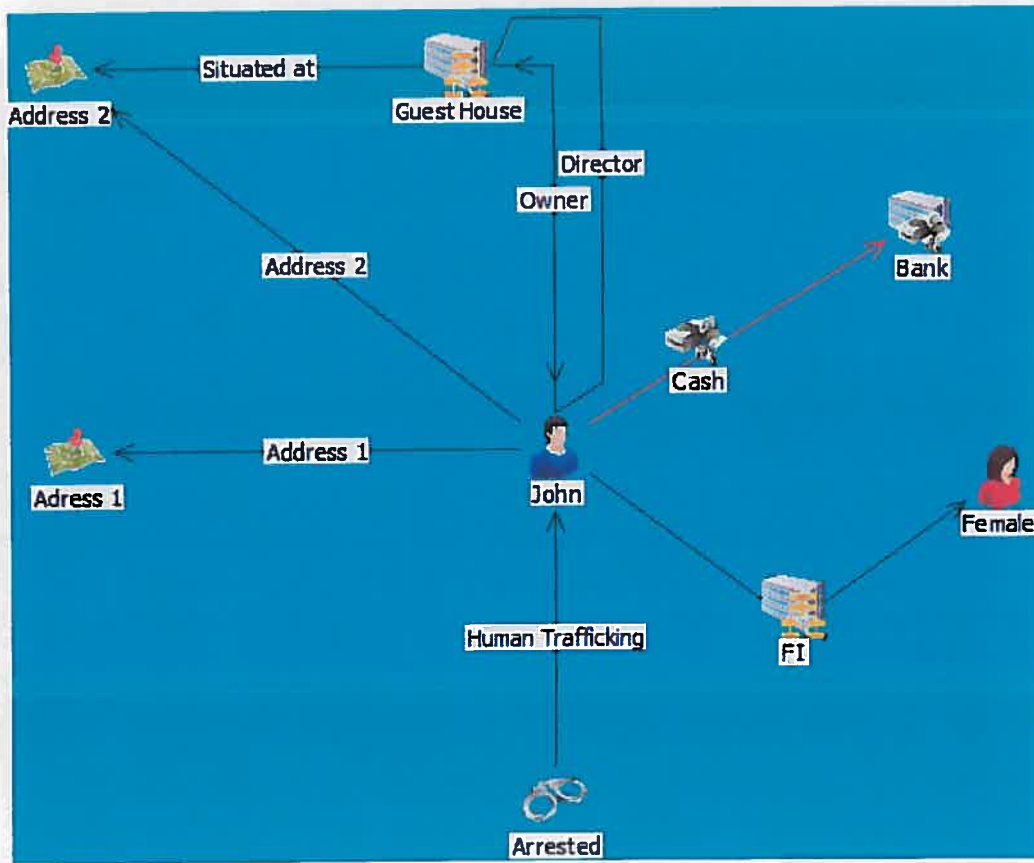 Situated at
Address 2
Guest House
Director
Owner
Address 2
Bank
Cash
Address 1
Adress 1
John
Female
Human Trafficking
FI
Arrested